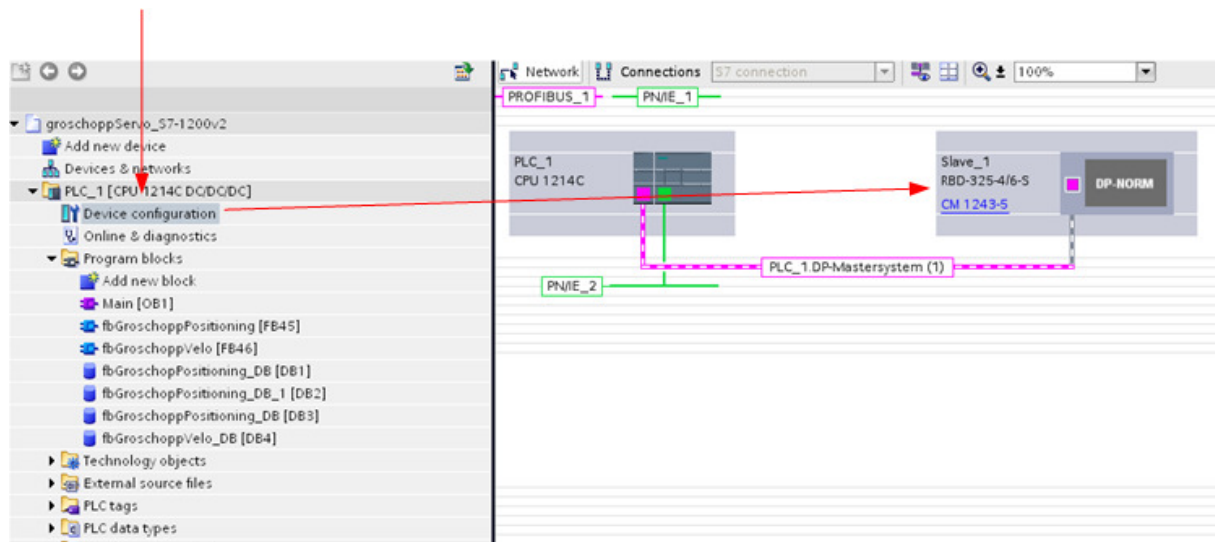 groschoppServo_S7-1200v2
Add new device
Devices & networks
PLC_1 [CPU 1214C DC/DC/DC]
Device configuration
Online & diagnostics
Program blocks
Add new block
Main [OB1]
fbGroschoppPositioning [FB45]
fbGroschoppVelo [FB46]
fbGroschoppPositioning_DB [DB1]
fbGroschoppPositioning_DB_1 [DB2]
fbGroschoppPositioning_DB [DB3]
fbGroschoppVelo_DB [DB4]
Technology objects
External source files
PLC tags
PLC data types
Network Connections S7 connection 100%
PROFIBUS_1 PN/IE_1
PLC_1
CPU 1214C
Slave_1
RBD-325-4/6-S
CM 1243-5
DP-NORM
PLC_1.DP-Mastersystem (1)
PN/IE_2